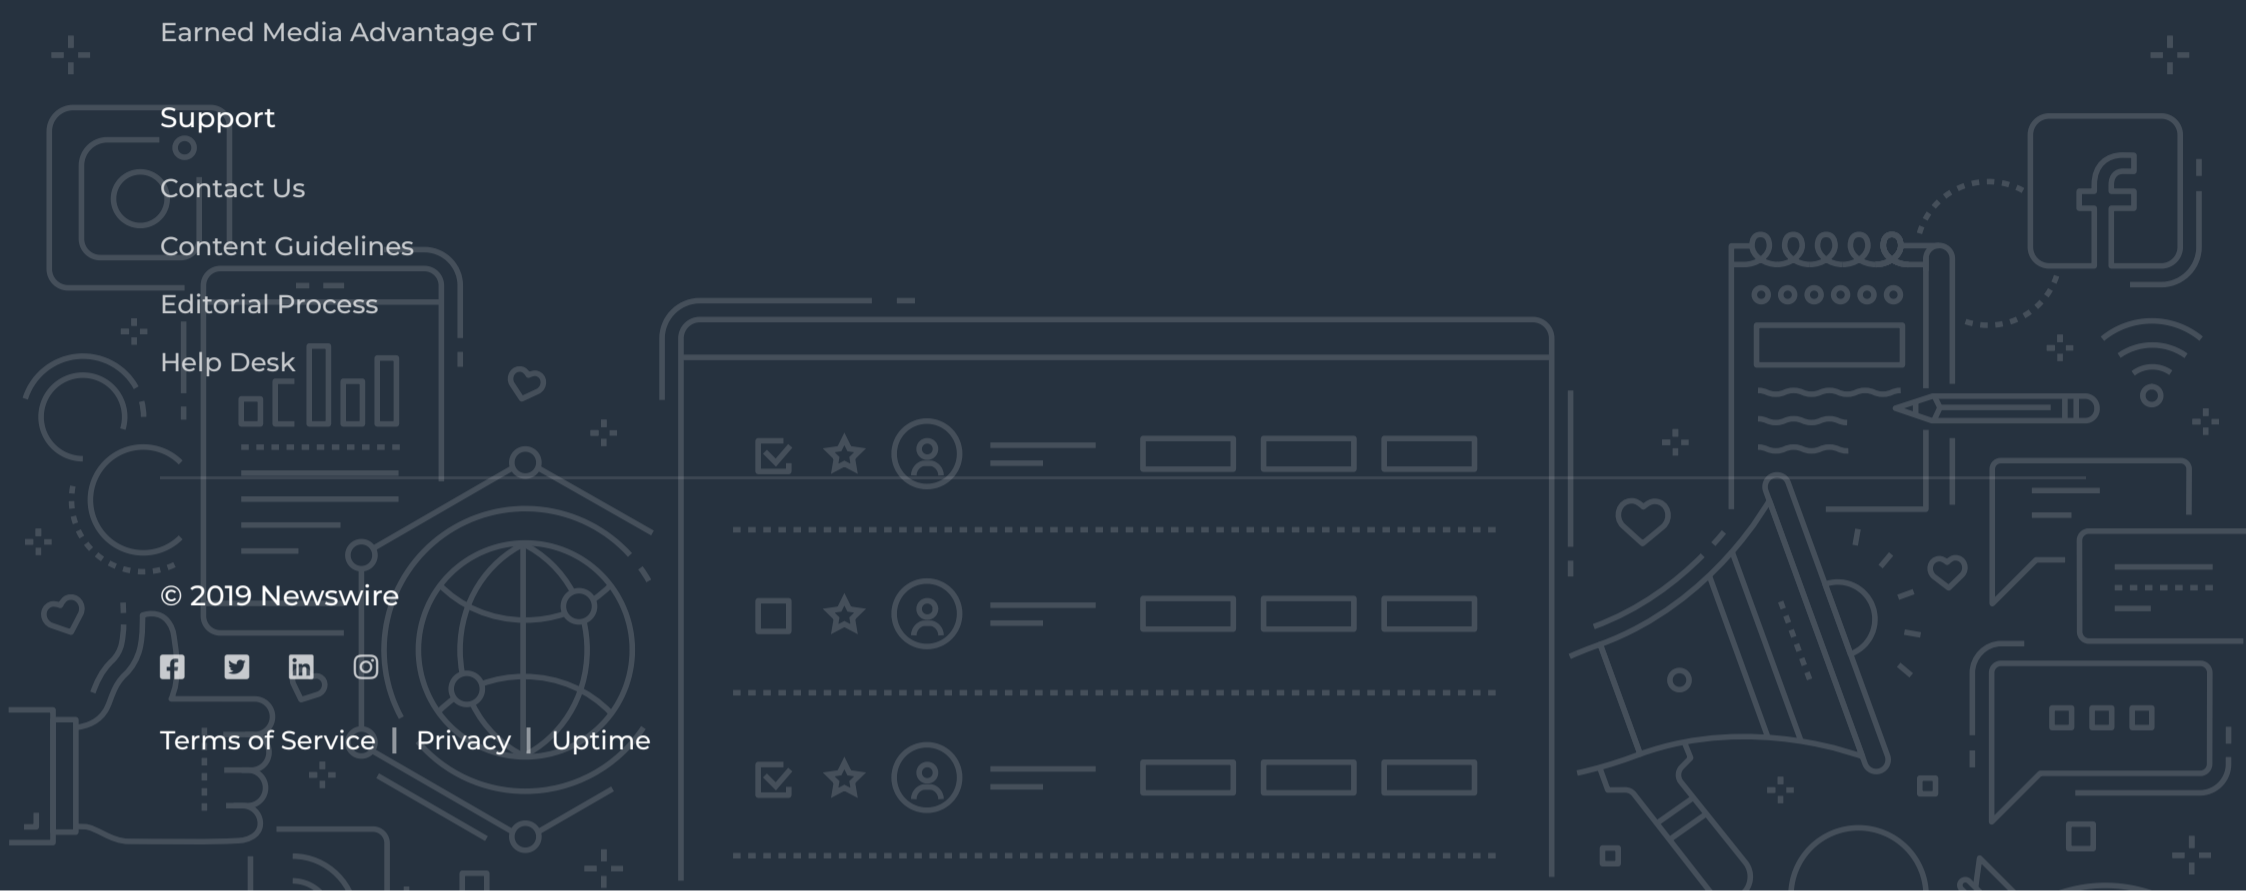 Earned Media Advantage GT
Support
Contact Us
Content Guidelines
Editorial Process
Help Desk
© 2019 Newswire
Terms of Service | Privacy | Uptime